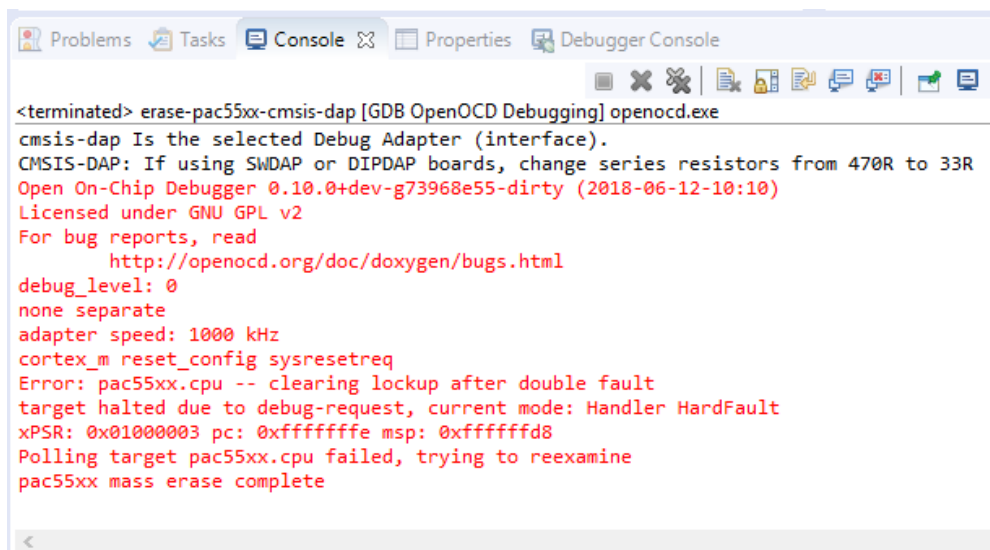 Problems Tasks Console Properties Debugger Console
<terminated> erase-pac55xx-cmsis-dap [GDB OpenOCD Debugging] openocd.exe
cmsis-dap Is the selected Debug Adapter (interface).
CMSIS-DAP: If using SWDAP or DIPDAP boards, change series resistors from 470R to 33R
Open On-Chip Debugger 0.10.0+dev-g73968e55-dirty (2018-06-12-10:10)
Licensed under GNU GPL v2
For bug reports, read
http://openocd.org/doc/doxygen/bugs.html
debug_level: 0
none separate
adapter speed: 1000 kHz
cortex_m reset_config sysresetreq
Error: pac55xx.cpu -- clearing lockup after double fault
target halted due to debug-request, current mode: Handler HardFault
xPSR: 0x01000003 pc: 0xfffffffe msp: 0xffffffd8
Polling target pac55xx.cpu failed, trying to reexamine
pac55xx mass erase complete